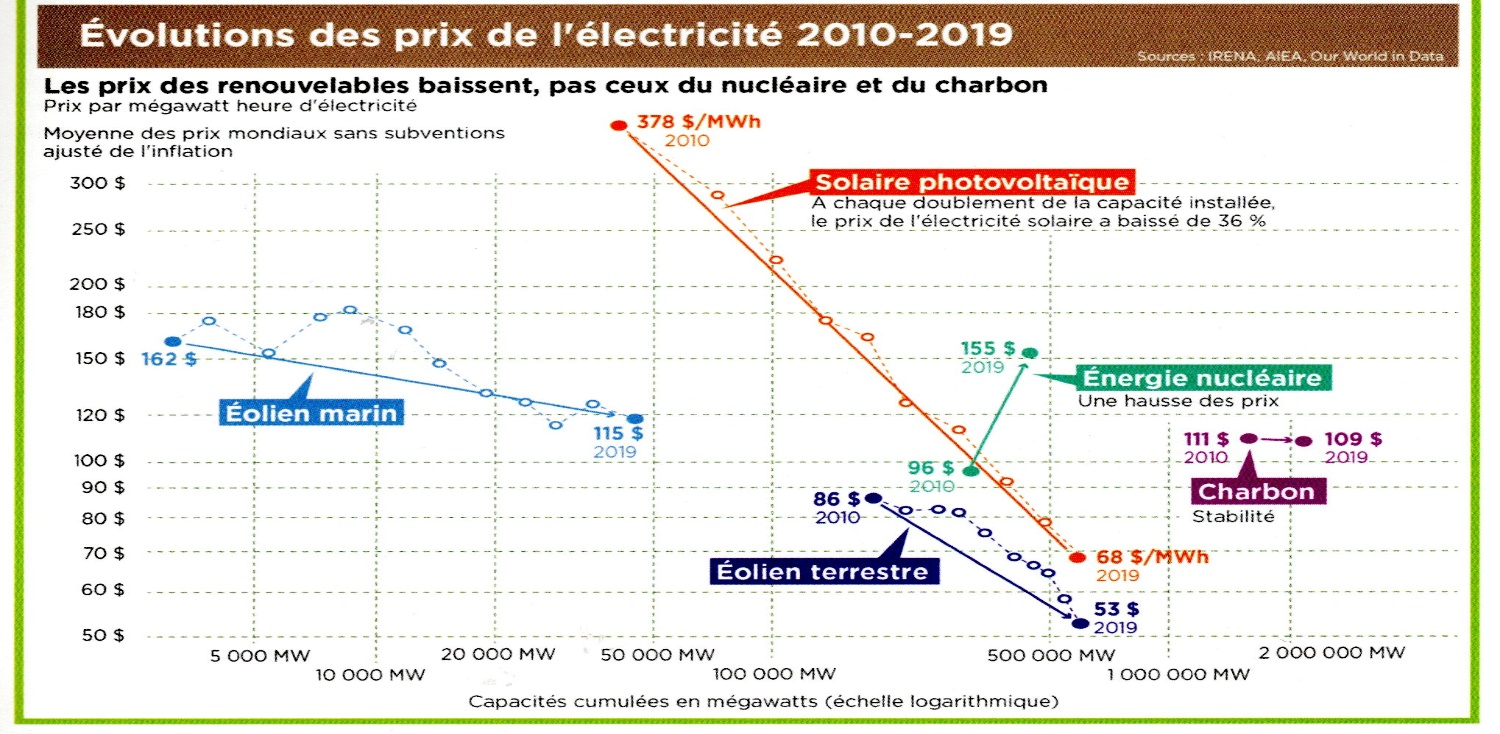 Évolutions des prix de l'électricité 2010-2019
Sources : IRENA, AIEA, Our World in Data
Les prix des renouvelables baissent, pas ceux du nucléaire et du charbon
Prix par mégawatt heure d'électricité
Moyenne des prix mondiaux sans subventions
ajusté de l'inflation
378 $/MWh
2010
Solaire photovoltaïque
A chaque doublement de la capacité installée,
le prix de l'électricité solaire a baissé de 36 %
300 $
250 $
200 $
180 $
150 $
120 $
100 $
90 $
80 $
70 $
60 $
50 $
162 $
Éolien marin
115 $
2019
155 $
2019
Énergie nucléaire
Une hausse des prix
96 $
2010
111 $
2010
109 $
2019
Charbon
Stabilité
86 $
2010
Éolien terrestre
68 $/MWh
2019
53 $
2019
5 000 MW
10 000 MW
20 000 MW
50 000 MW
100 000 MW
500 000 MW
1 000 000 MW
2 000 000 MW
Capacités cumulées en mégawatts (échelle logarithmique)